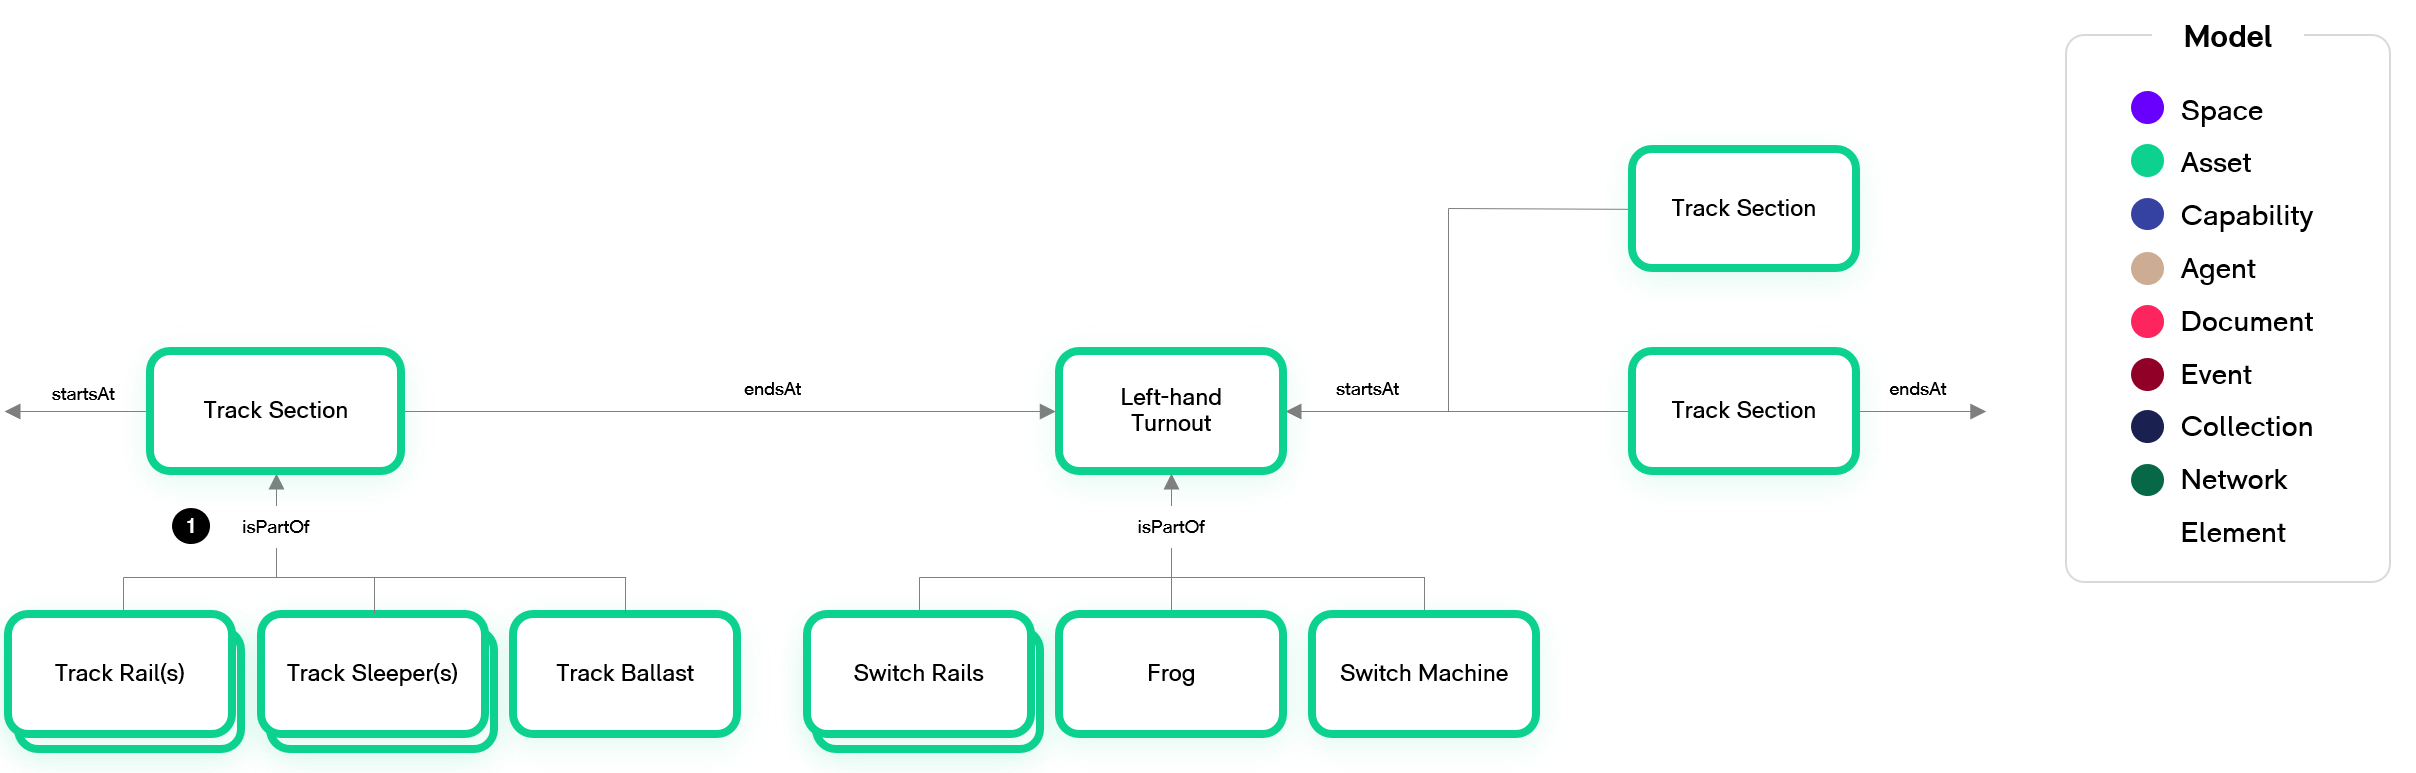 Model
Space
Asset
Capability
Agent
Document
Event
Collection
Network
Element
Track Section
startsAt
Track Section
endsAt
Left-hand
Turnout
startsAt
Track Section
endsAt
1
isPartOf
isPartOf
Track Rail(s)
Track Sleeper(s)
Track Ballast
Switch Rails
Frog
Switch Machine